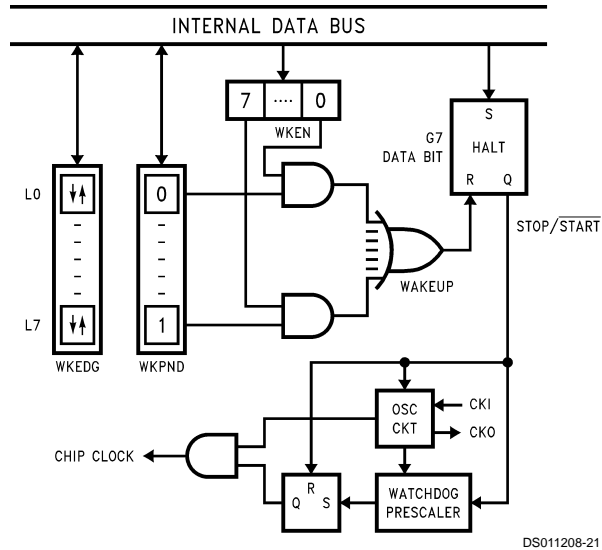 INTERNAL DATA BUS
7 .... 0
WKEN
G7
DATA BIT
S
HALT
R Q
STOP/START
L0
0
L7
1
WKEDG
WKPND
WAKEUP
OSC
CKT
CKI
CKO
CHIP CLOCK
R
Q S
WATCHDOG
PRESCALER
DS011208-21